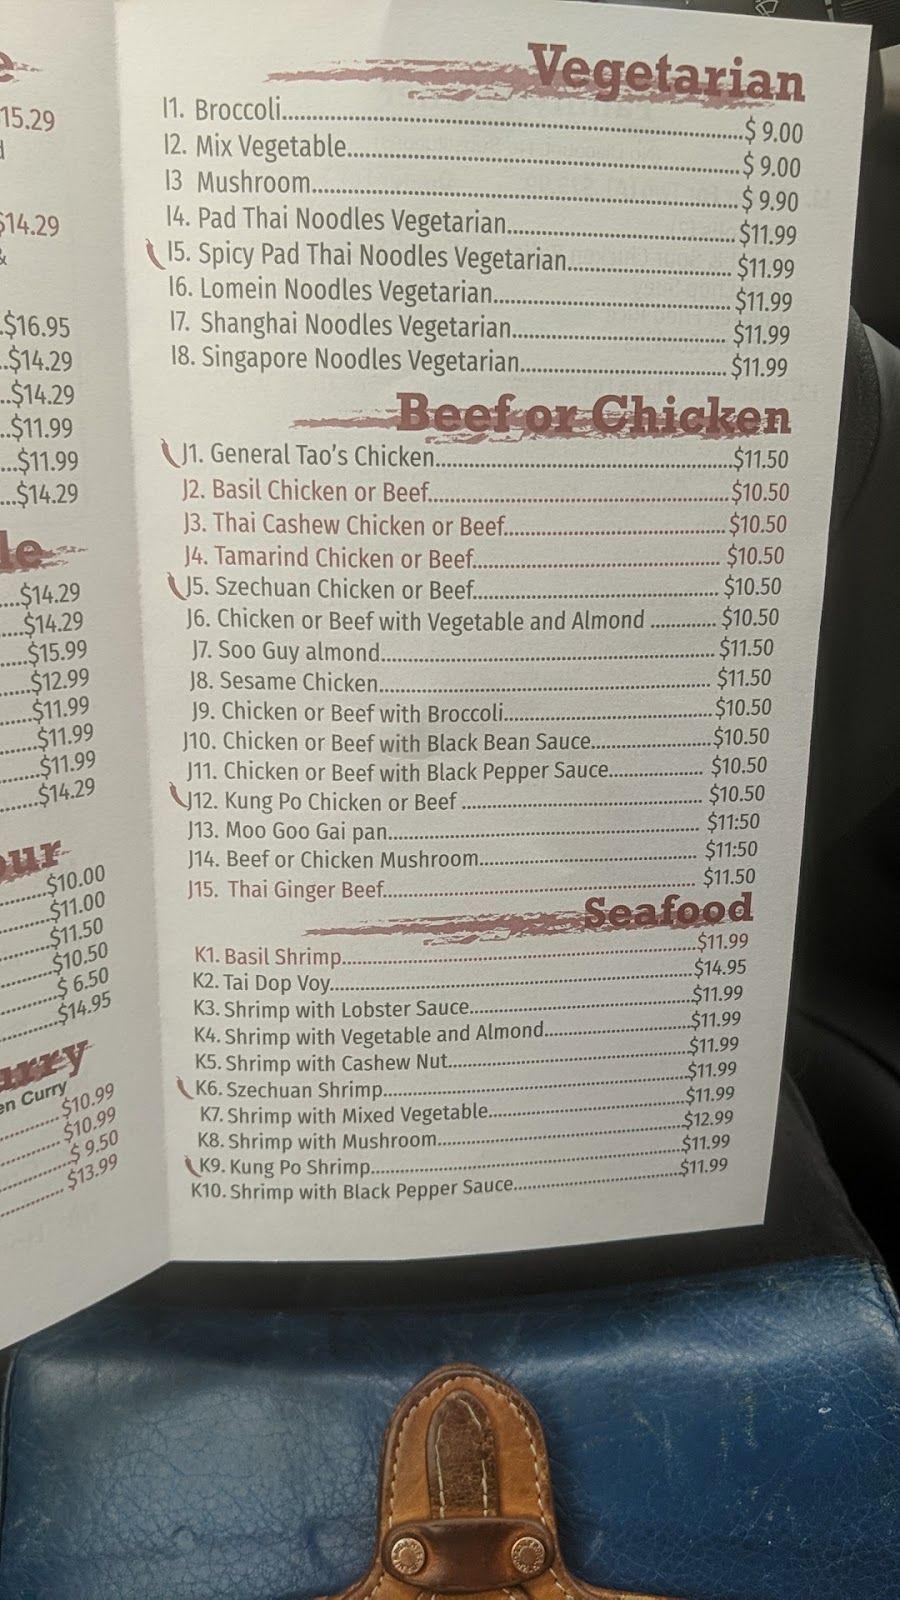 15.29
$14.29
&
.$16.95
..$14.29
..$14.29
..$11.99
...$11.99
...$14.29
le
....$14.29
.....$14.29
......$15.99
......$12.99
......$11.99
.......$11.99
.......$11.99
.......$14.29
our
$10.00
$11.00
$11.50
$10.50
$ 6.50
$14.95
urry
en Curry
$10.99
$10.99
$ 9.50
$13.99
Vegetarian
I1. Broccoli $ 9.00
I2. Mix Vegetable $ 9.00
I3 Mushroom $ 9.90
I4. Pad Thai Noodles Vegetarian $11.99
I5. Spicy Pad Thai Noodles Vegetarian $11.99
I6. Lomein Noodles Vegetarian $11.99
I7. Shanghai Noodles Vegetarian $11.99
I8. Singapore Noodles Vegetarian $11.99
Beef or Chicken
J1. General Tao's Chicken $11.50
J2. Basil Chicken or Beef $10.50
J3. Thai Cashew Chicken or Beef $10.50
J4. Tamarind Chicken or Beef $10.50
J5. Szechuan Chicken or Beef $10.50
J6. Chicken or Beef with Vegetable and Almond $10.50
J7. Soo Guy almond $11.50
J8. Sesame Chicken $11.50
J9. Chicken or Beef with Broccoli $10.50
J10. Chicken or Beef with Black Bean Sauce $10.50
J11. Chicken or Beef with Black Pepper Sauce $10.50
J12. Kung Po Chicken or Beef $10.50
J13. Moo Goo Gai pan $11:50
J14. Beef or Chicken Mushroom $11:50
J15. Thai Ginger Beef $11.50
Seafood
K1. Basil Shrimp $11.99
K2. Tai Dop Voy $14.95
K3. Shrimp with Lobster Sauce $11.99
K4. Shrimp with Vegetable and Almond $11.99
K5. Shrimp with Cashew Nut $11.99
K6. Szechuan Shrimp $11.99
K7. Shrimp with Mixed Vegetable $11.99
K8. Shrimp with Mushroom $12.99
K9. Kung Po Shrimp $11.99
K10. Shrimp with Black Pepper Sauce $11.99